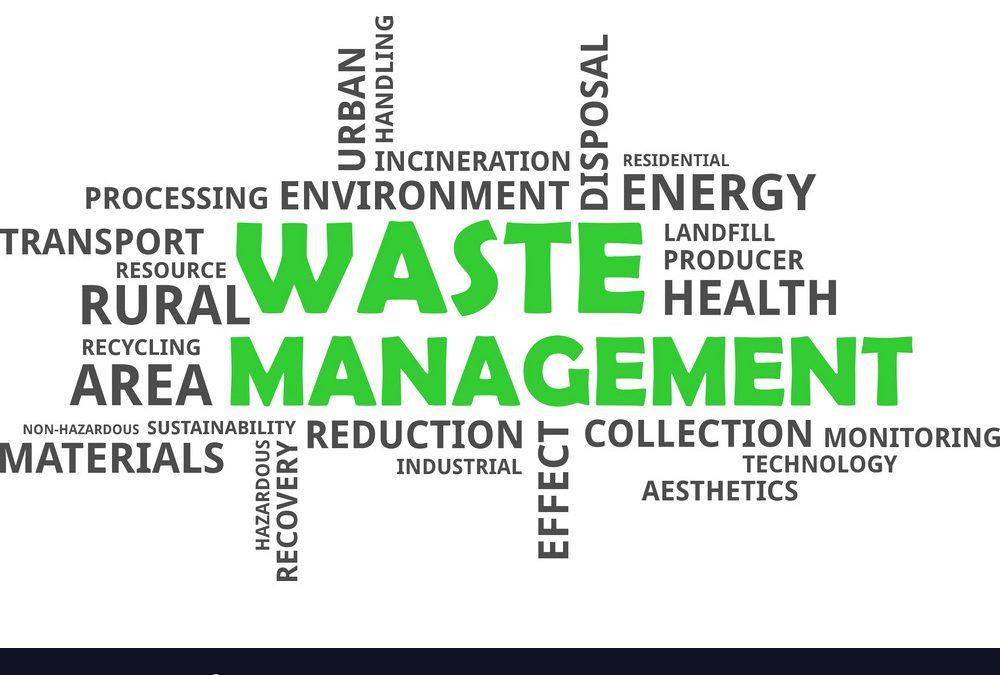 URBAN
HANDLING
DISPOSAL
INCINERATION
RESIDENTIAL
PROCESSING
ENVIRONMENT
ENERGY
TRANSPORT
WASTE
LANDFILL
RESOURCE
PRODUCER
RURAL
HEALTH
RECYCLING
MANAGEMENT
AREA
NON-HAZARDOUS
SUSTAINABILITY
REDUCTION
EFFECT
COLLECTION
MONITORING
MATERIALS
HAZARDOUS
RECOVERY
INDUSTRIAL
TECHNOLOGY
AESTHETICS